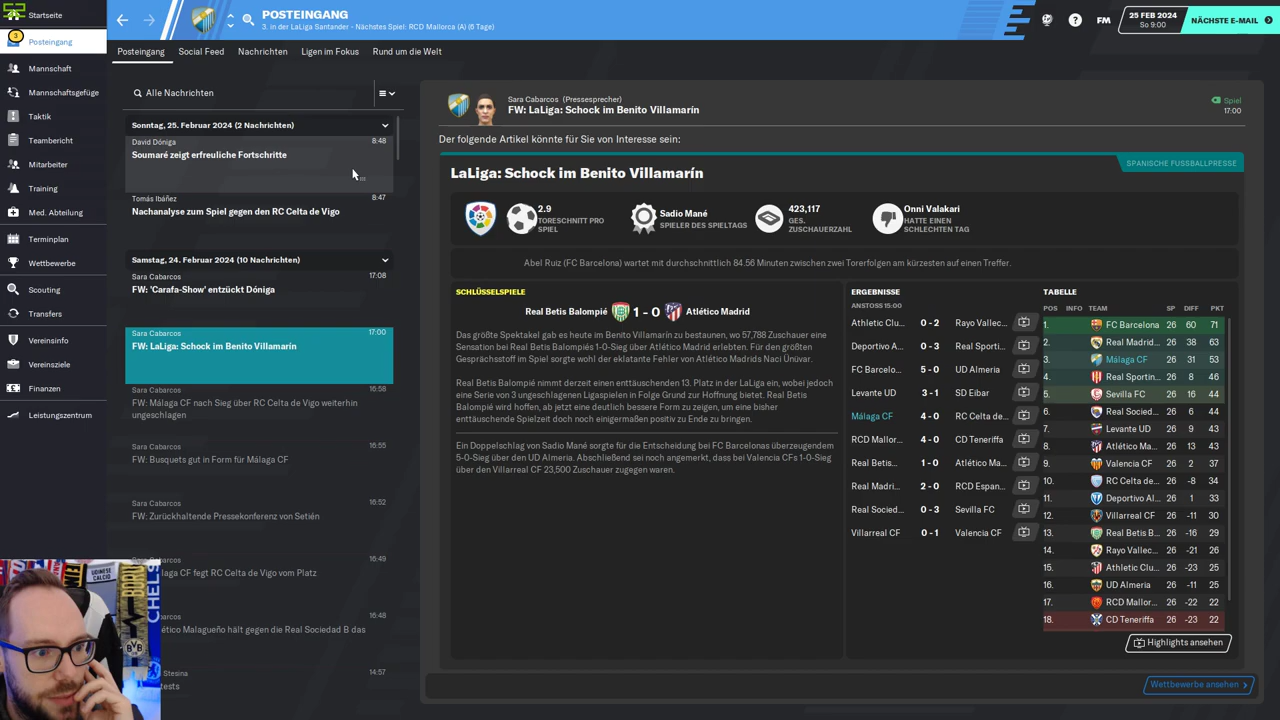 Startseite
3
Posteingang
Mannschaft
Mannschaftsgefüge
Taktik
Teambericht
Mitarbeiter
Training
Med. Abteilung
Terminplan
Wettbewerbe
Scouting
Transfers
Vereinsinfo
Vereinsziele
Finanzen
Leistungszentrum
POSTEINGANG
3. in der LaLiga Santander - Nächstes Spiel: RCD Mallorca (A) (6 Tage)
FM
25 FEB 2024
So 9:00
NÄCHSTE E-MAIL
Posteingang Social Feed Nachrichten Ligen im Fokus Rund um die Welt
Alle Nachrichten
Sonntag, 25. Februar 2024 (2 Nachrichten)
David Dóniga 8:48
Soumaré zeigt erfreuliche Fortschritte
Tomás Ibáñez 8:47
Nachanalyse zum Spiel gegen den RC Celta de Vigo
Samstag, 24. Februar 2024 (10 Nachrichten)
Sara Cabarcos 17:08
FW: 'Carafa-Show' entzückt Dóniga
Sara Cabarcos 17:00
FW: LaLiga: Schock im Benito Villamarín
Sara Cabarcos 16:58
FW: Málaga CF nach Sieg über RC Celta de Vigo weiterhin
ungeschlagen
Sara Cabarcos 16:55
FW: Busquets gut in Form für Málaga CF
Sara Cabarcos 16:52
FW: Zurückhaltende Pressekonferenz von Setién
16:49
laga CF fegt RC Celta de Vigo vom Platz
16:48
ético Malagueño hält gegen die Real Sociedad B das
Stesina 14:57
tests
Sara Cabarcos (Pressesprecher)
FW: LaLiga: Schock im Benito Villamarín
Spiel
17:00
Der folgende Artikel könnte für Sie von Interesse sein:
SPANISCHE FUSSBALLPRESSE
LaLiga: Schock im Benito Villamarín
2.9
TORESCHNITT PRO
SPIEL
Sadio Mané
SPIELER DES SPIELTAGS
423,117
GES.
ZUSCHAUERZAHL
Onni Valakari
HATTE EINEN
SCHLECHTEN TAG
Abel Ruiz (FC Barcelona) wartet mit durchschnittlich 84.56 Minuten zwischen zwei Torerfolgen am kürzesten auf einen Treffer.
SCHLÜSSELSPIELE
Real Betis Balompié 1 - 0 Atlético Madrid
Das größte Spektakel gab es heute im Benito Villamarín zu bestaunen, wo 57,788 Zuschauer eine
Sensation bei Real Betis Balompiés 1-0-Sieg über Atlético Madrid erlebten. Für den größten
Gesprächsstoff im Spiel sorgte wohl der eklatante Fehler von Atlético Madrids Naci Ünüvar.
Real Betis Balompié nimmt derzeit einen enttäuschenden 13. Platz in der LaLiga ein, wobei jedoch
eine Serie von 3 ungeschlagenen Ligaspielen in Folge Grund zur Hoffnung bietet. Real Betis
Balompié wird hoffen, ab jetzt eine deutlich bessere Form zu zeigen, um eine bisher
enttäuschende Spielzeit doch noch einigermaßen positiv zu Ende zu bringen.
Ein Doppelschlag von Sadio Mané sorgte für die Entscheidung bei FC Barcelonas überzeugendem
5-0-Sieg über den UD Almería. Abschließend sei noch angemerkt, dass bei Valencia CFs 1-0-Sieg
über den Villarreal CF 23,500 Zuschauer zugegen waren.
ERGEBNISSE
ANSTOSS 15:00
Athletic Clu... 0 - 2 Rayo Vallec...
Deportivo A... 0 - 3 Real Sporti...
FC Barcelo... 5 - 0 UD Almería
Levante UD 3 - 1 SD Eibar
Málaga CF 4 - 0 RC Celta de...
RCD Mallor... 4 - 0 CD Teneriffa
Real Betis... 1 - 0 Atlético Ma...
Real Madri... 2 - 0 RCD Espan...
Real Socied... 0 - 3 Sevilla FC
Villarreal CF 0 - 1 Valencia CF
TABELLE
POS INFO TEAM SP DIFF PKT
1. FC Barcelona 26 60 71
2. Real Madrid... 26 38 63
3. Málaga CF 26 31 53
4. Real Sportin... 26 8 46
5. Sevilla FC 26 16 44
6. Real Socied... 26 6 44
7. Levante UD 26 9 43
8. Atlético Ma... 26 13 43
9. Valencia CF 26 2 37
10. RC Celta de... 26 -8 34
11. Deportivo Al... 26 1 33
12. Villarreal CF 26 -11 30
13. Real Betis B... 26 -16 29
14. Rayo Vallec... 26 -21 26
15. Athletic Clu... 26 -23 25
16. UD Almería 26 -11 25
17. RCD Mallor... 26 -22 22
18. CD Teneriffa 26 -23 22
Highlights ansehen
Wettbewerbe ansehen